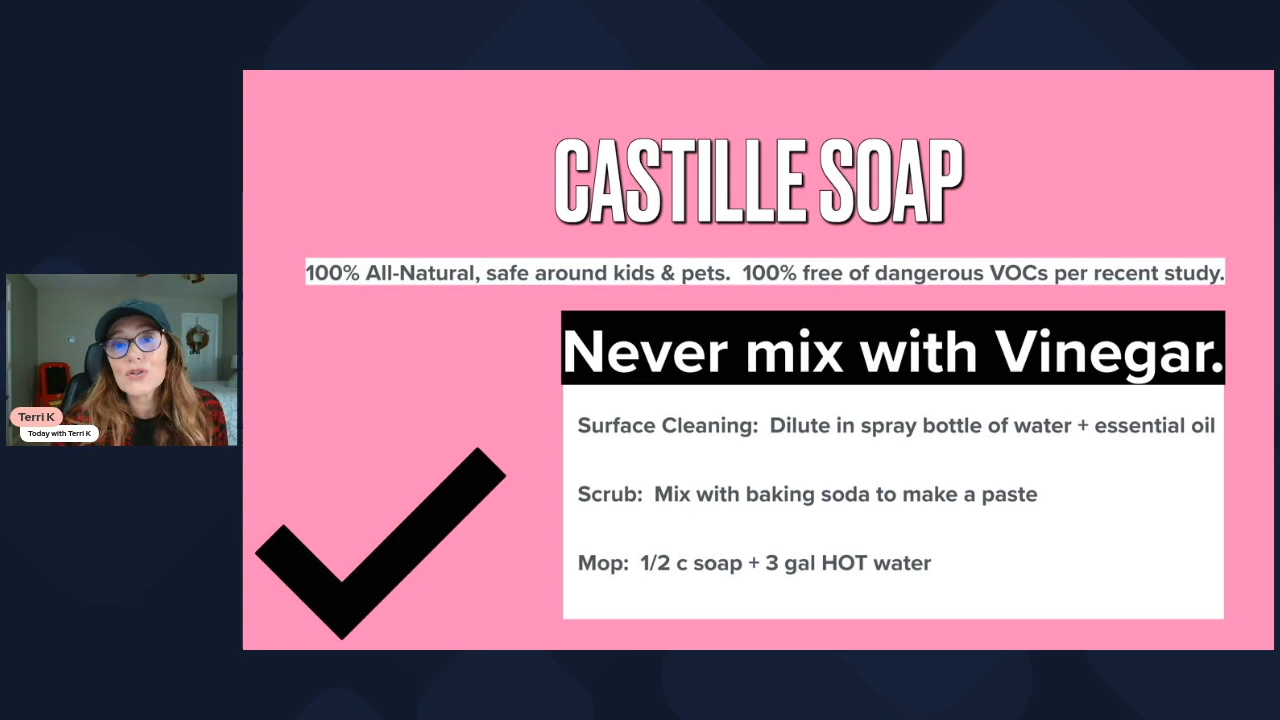 CASTILLE SOAP
100% All-Natural, safe around kids & pets.  100% free of dangerous VOCs per recent study.
Never mix with Vinegar.
Surface Cleaning:  Dilute in spray bottle of water + essential oil
Scrub:  Mix with baking soda to make a paste
Mop:  1/2 c soap + 3 gal HOT water
Terri K
Today with Terri K